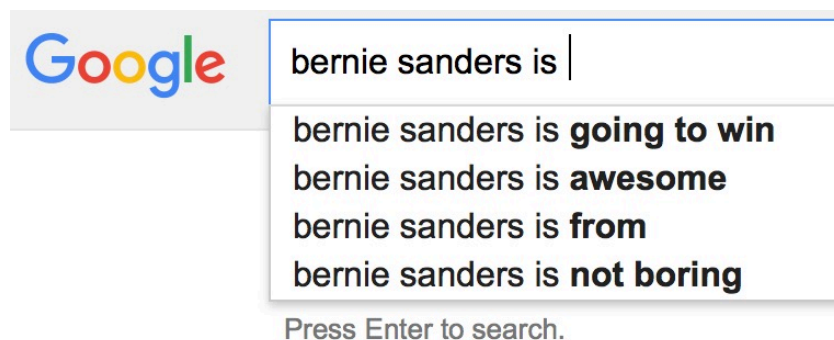 Google
bernie sanders is
bernie sanders is going to win
bernie sanders is awesome
bernie sanders is from
bernie sanders is not boring
Press Enter to search.